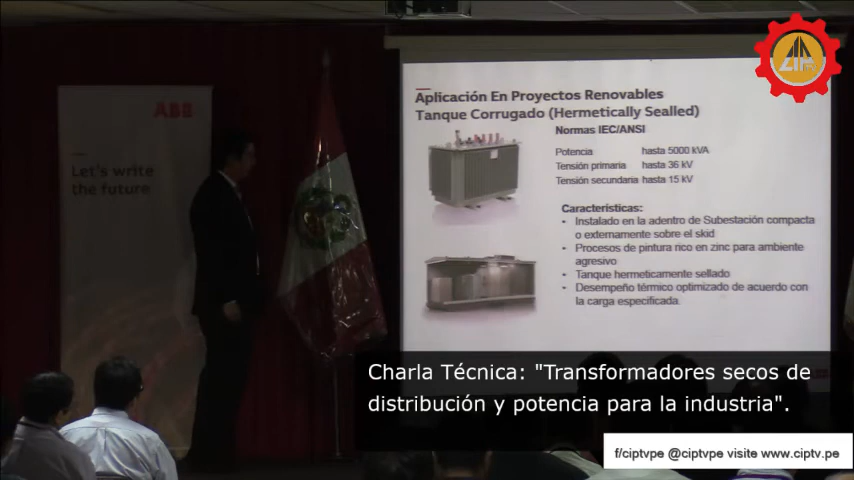 ABB
Let's write
the future
Aplicación En Proyectos Renovables
Tanque Corrugado (Hermetically Sealled)
Normas IEC/ANSI
Potencia hasta 5000 kVA
Tensión primaria hasta 36 kV
Tensión secundaria hasta 15 kV
Caracteristicas:
• Instalado en la adentro de Subestación compacta
o externamente sobre el skid
• Procesos de pintura rico en zinc para ambiente
agresivo
• Tanque hermeticamente sellado
• Desempeño térmico optimizado de acuerdo con
la carga especificada.
Charla Técnica: "Transformadores secos de
distribución y potencia para la industria".
f/ciptvpe @ciptvpe visite www.ciptv.pe